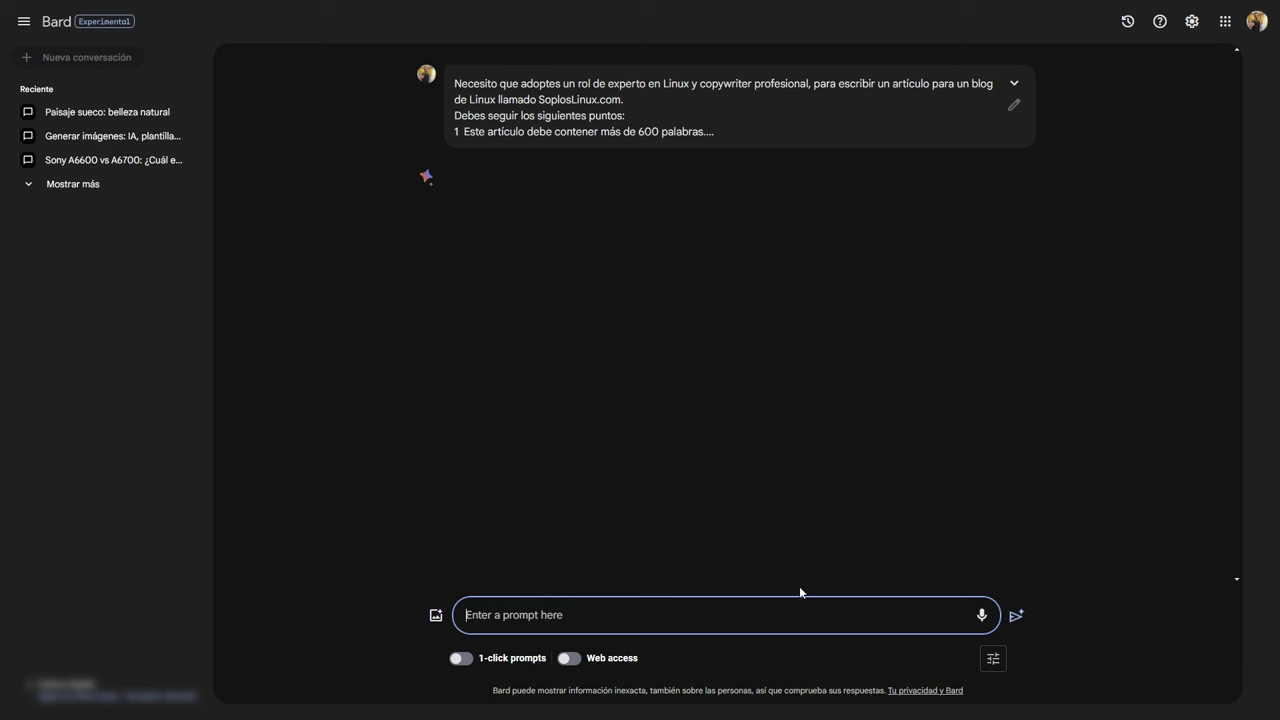 Bard Experimental
Nueva conversación
Reciente
Paisaje sueco: belleza natural
Generar imágenes: IA, plantilla...
Sony A6600 vs A6700: ¿Cuál e...
Mostrar más
Necesito que adoptes un rol de experto en Linux y copywriter profesional, para escribir un artículo para un blog
de Linux llamado SoplosLinux.com.
Debes seguir los siguientes puntos:
1 Este artículo debe contener más de 600 palabras....
Enter a prompt here
1-click prompts Web access
Bard puede mostrar información inexacta, también sobre las personas, así que comprueba sus respuestas. Tu privacidad y Bard